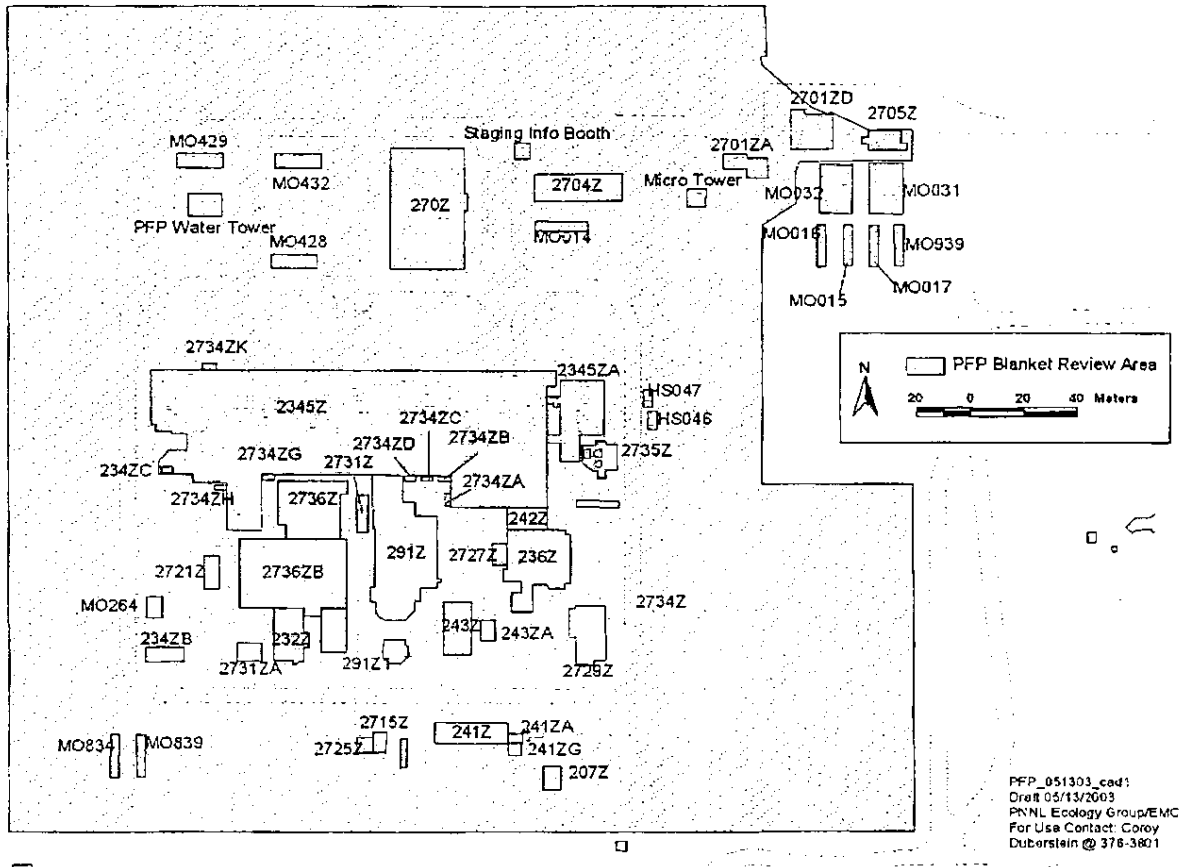 2701ZD
2705Z
Staging Info Booth
MO429
2701ZA
MO432
2704Z
Micro Tower
MO032
MO031
270Z
PFP Water Tower
MO428
MO014
MO016
MO939
MO017
MO015
PFP Blanket Review Area
N
20 0 20 40 Meters
2734ZK
2345ZA
HS047
2345Z
2734ZC
HS046
2734ZD
2734ZB
2734ZG
2731Z
2735Z
234ZC
2734ZA
2734ZH
2736Z
242Z
291Z
2727Z
236Z
2721Z
2736ZB
MO264
2734Z
234ZB
232Z
243Z
243ZA
2731ZA
291Z1
2729Z
2715Z
241Z
241ZA
MO834
MO839
2725Z
241ZG
207Z
PFP_051303_cad1
Draft 05/13/2003
PNNL Ecology Group/EMC
For Use Contact: Corey
Duberstein @ 376-3801